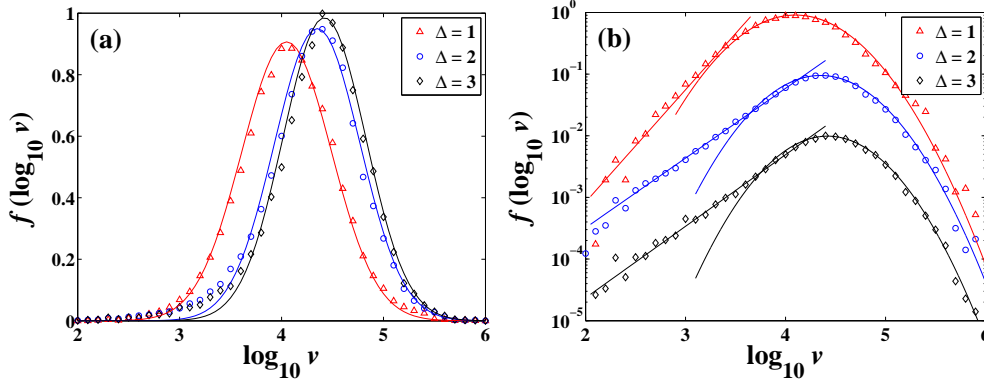 (a)
Δ = 1
Δ = 2
Δ = 3
f (log10 v)
1
0.8
0.6
0.4
0.2
0
2 3 4 5 6
log10 v
(b)
Δ = 1
Δ = 2
Δ = 3
f (log10 v)
10^0
10^-1
10^-2
10^-3
10^-4
10^-5
2 3 4 5 6
log10 v